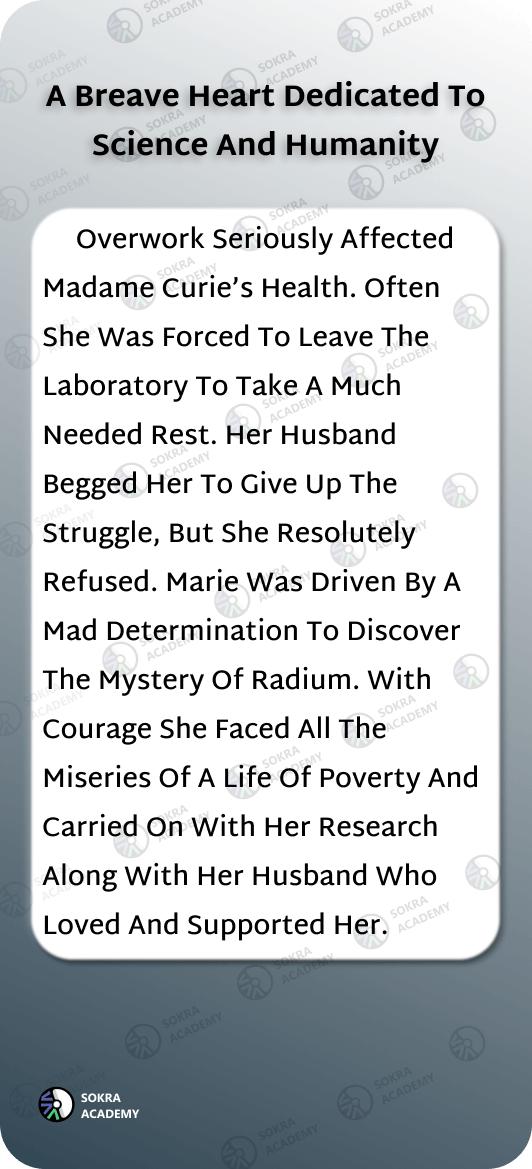 A Breave Heart Dedicated To
Science And Humanity
Overwork Seriously Affected
Madame Curie’s Health. Often
She Was Forced To Leave The
Laboratory To Take A Much
Needed Rest. Her Husband
Begged Her To Give Up The
Struggle, But She Resolutely
Refused. Marie Was Driven By A
Mad Determination To Discover
The Mystery Of Radium. With
Courage She Faced All The
Miseries Of A Life Of Poverty And
Carried On With Her Research
Along With Her Husband Who
Loved And Supported Her.
SOKRA
ACADEMY